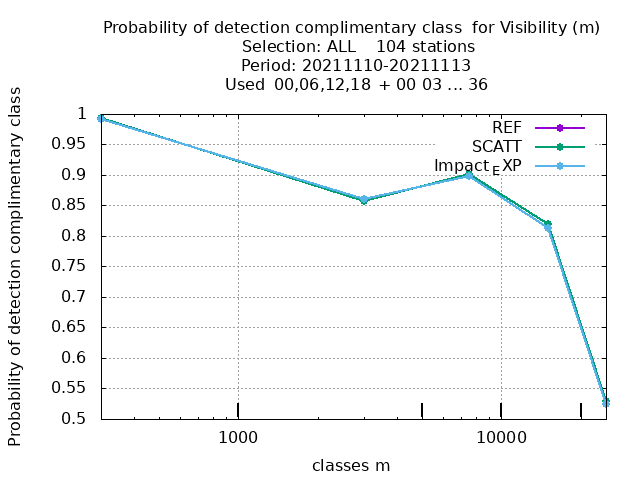 Probability of detection complimentary class for Visibility (m)
Selection: ALL 104 stations
Period: 20211110-20211113
Used 00,06,12,18 + 00 03 ... 36
Probability of detection complimentary class
1
0.95
0.9
0.85
0.8
0.75
0.7
0.65
0.6
0.55
0.5
REF
SCATT
Impact_EXP
1000
10000
classes m